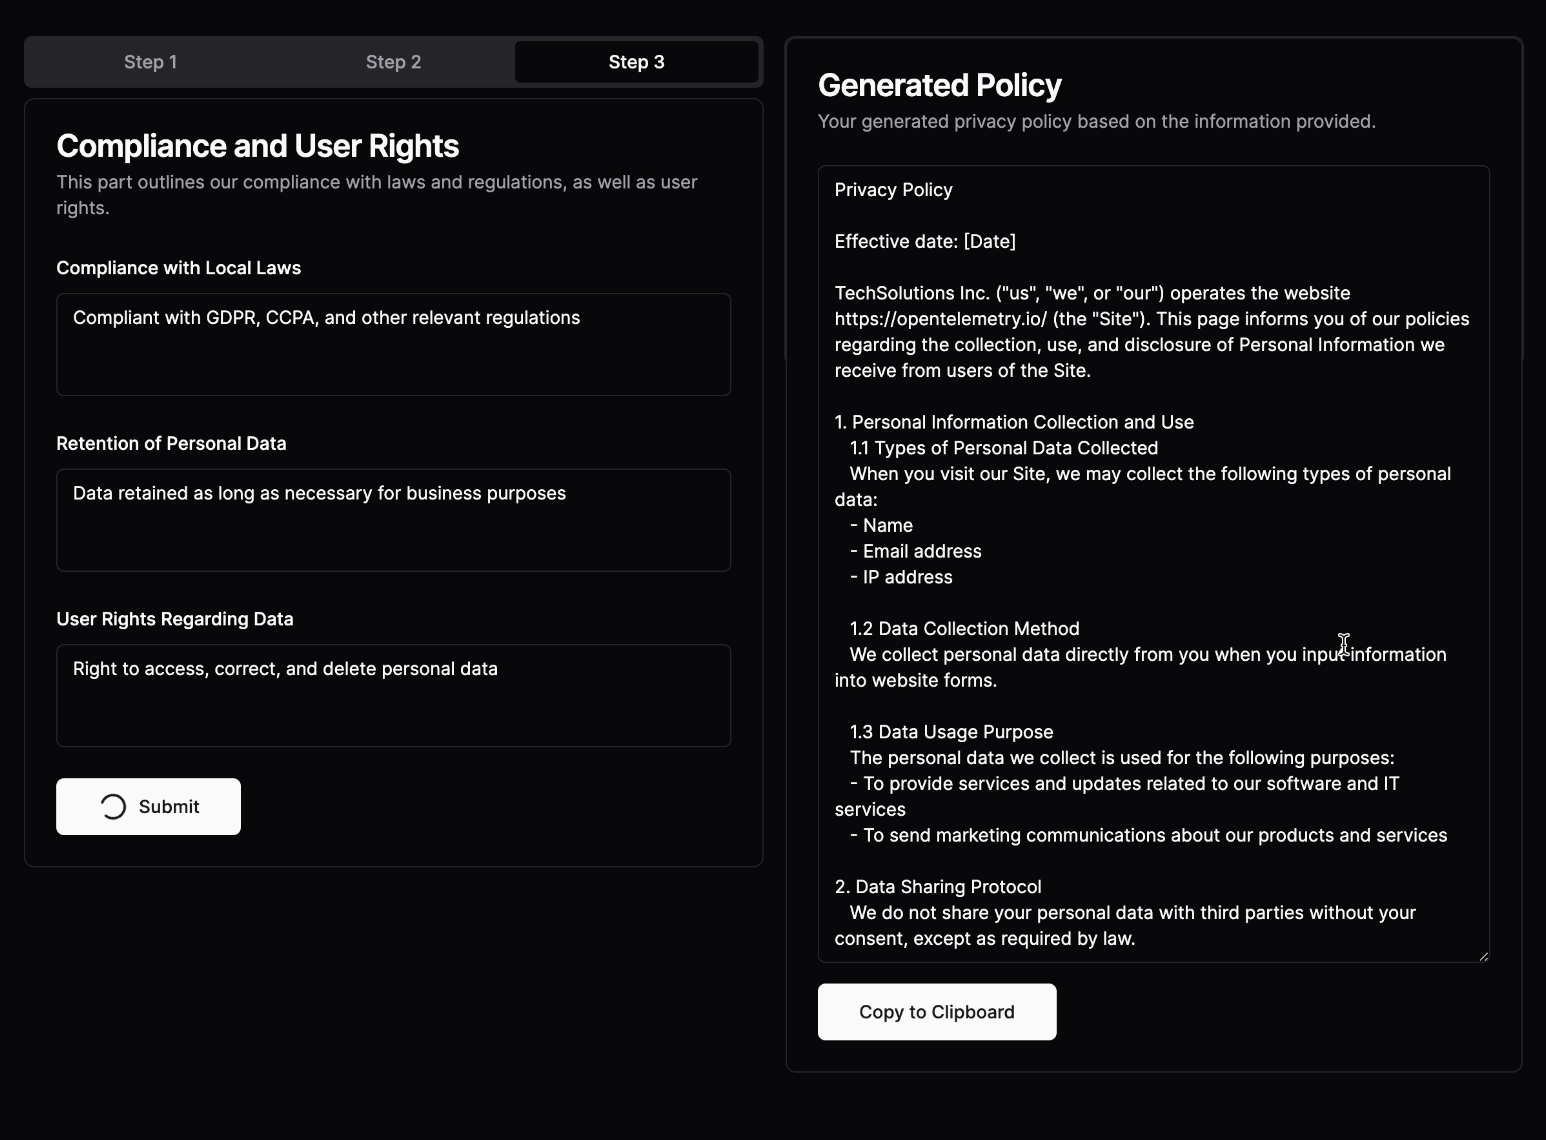 Step 1
Step 2
Step 3
Compliance and User Rights
This part outlines our compliance with laws and regulations, as well as user
rights.
Compliance with Local Laws
Compliant with GDPR, CCPA, and other relevant regulations
Retention of Personal Data
Data retained as long as necessary for business purposes
User Rights Regarding Data
Right to access, correct, and delete personal data
Submit
Generated Policy
Your generated privacy policy based on the information provided.
Privacy Policy
Effective date: [Date]
TechSolutions Inc. ("us", "we", or "our") operates the website
https://opentelemetry.io/ (the "Site"). This page informs you of our policies
regarding the collection, use, and disclosure of Personal Information we
receive from users of the Site.
1. Personal Information Collection and Use
1.1 Types of Personal Data Collected
When you visit our Site, we may collect the following types of personal
data:
- Name
- Email address
- IP address
1.2 Data Collection Method
We collect personal data directly from you when you input information
into website forms.
1.3 Data Usage Purpose
The personal data we collect is used for the following purposes:
- To provide services and updates related to our software and IT
services
- To send marketing communications about our products and services
2. Data Sharing Protocol
We do not share your personal data with third parties without your
consent, except as required by law.
Copy to Clipboard